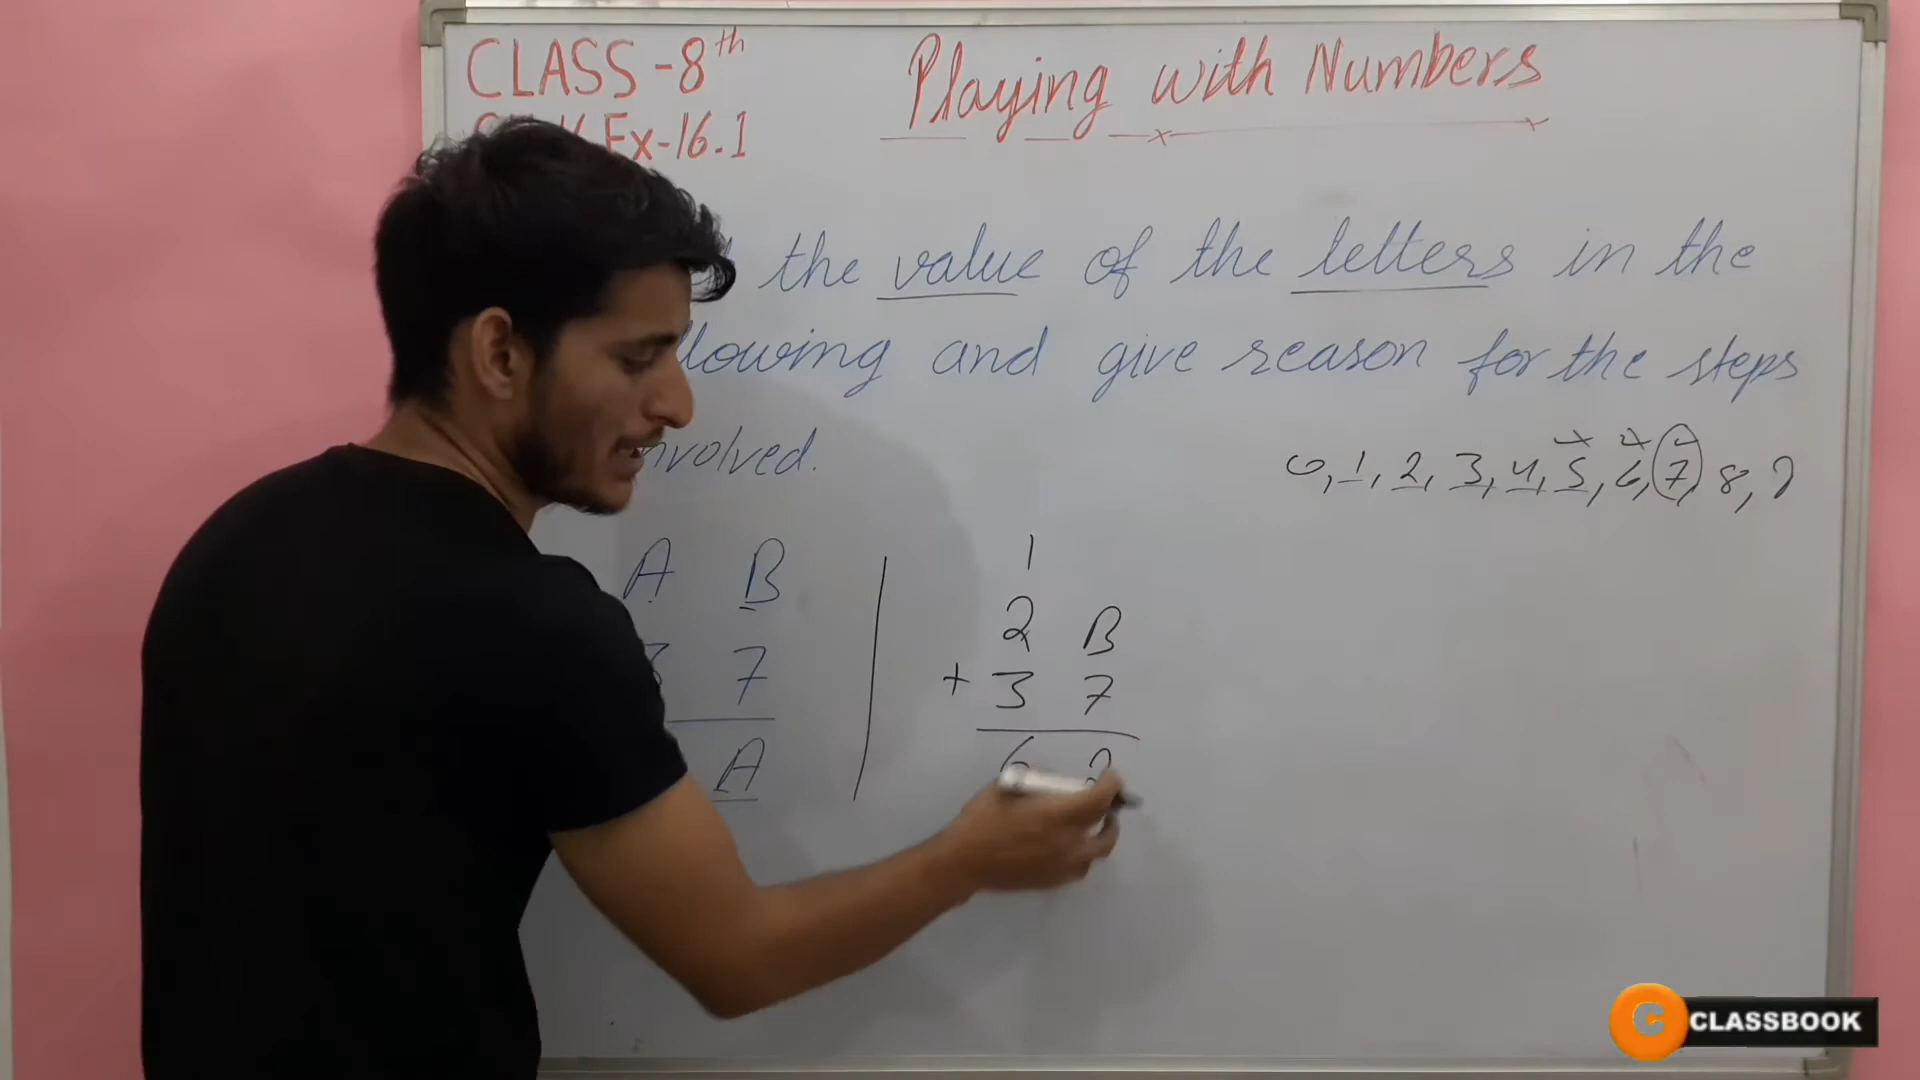 CLASS-8th
Playing with Numbers
Ex-16.1
the value of the letters in the
and give reason for the steps
0, 1, 2, 3, 4, 5, 6, 7, 8, 9
A B
7
A
1
2 B
+ 3 7
6 2
C CLASSBOOK